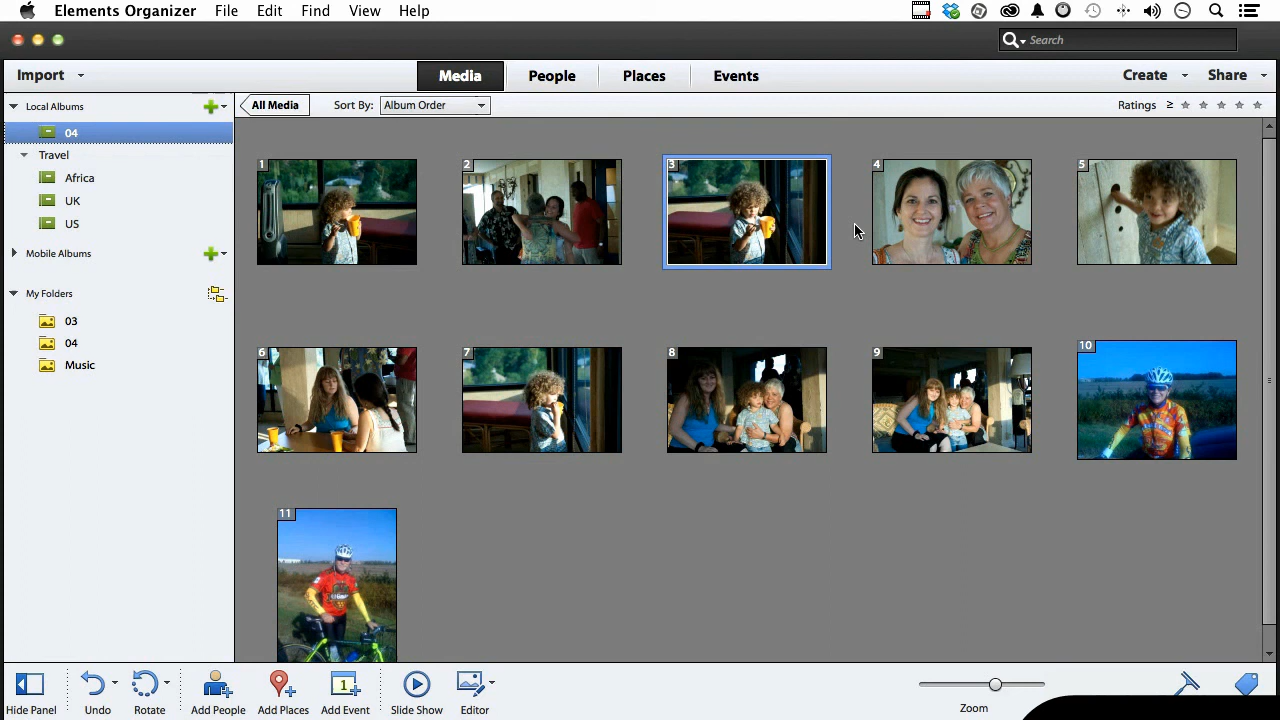 Elements Organizer File Edit Find View Help
Search
Import Media People Places Events Create Share
Local Albums All Media Sort By: Album Order Ratings ≥
04
Travel
Africa
UK
US
Mobile Albums
My Folders
03
04
Music
1 2 3 4 5
6 7 8 9 10
11
1
Hide Panel Undo Rotate Add People Add Places Add Event Slide Show Editor Zoom